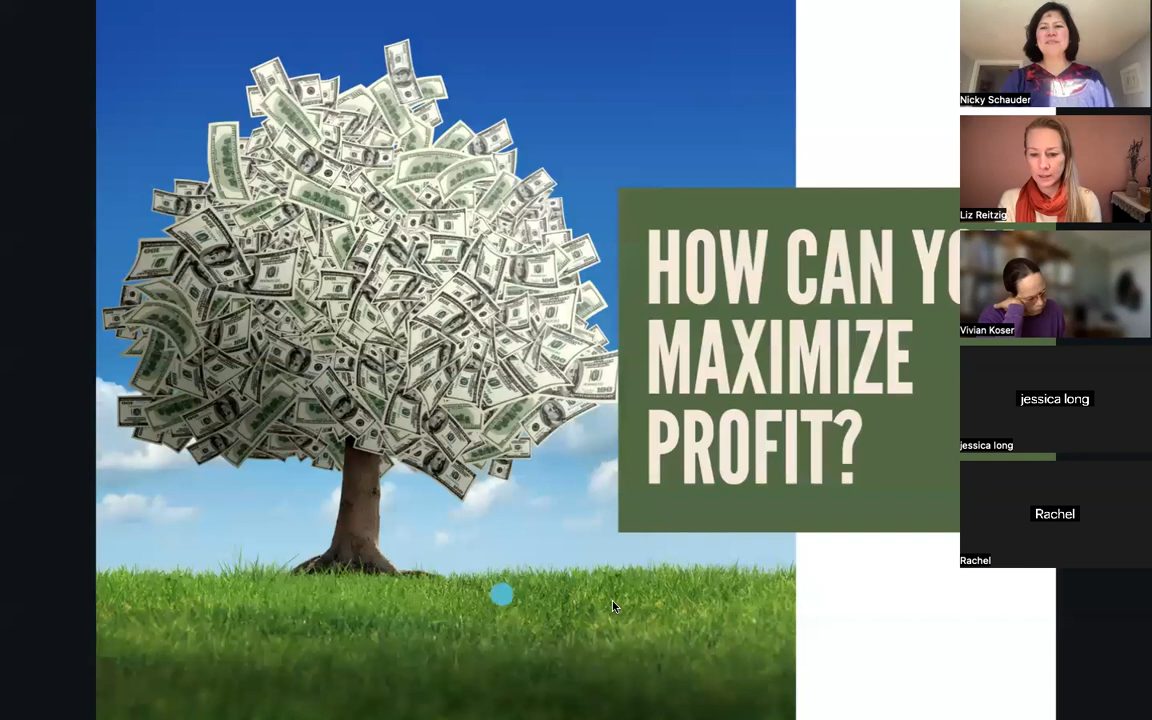 HOW CAN YO
MAXIMIZE
PROFIT?
Nicky Schauder
Liz Reitzig
Vivian Koser
jessica long
jessica long
Rachel
Rachel